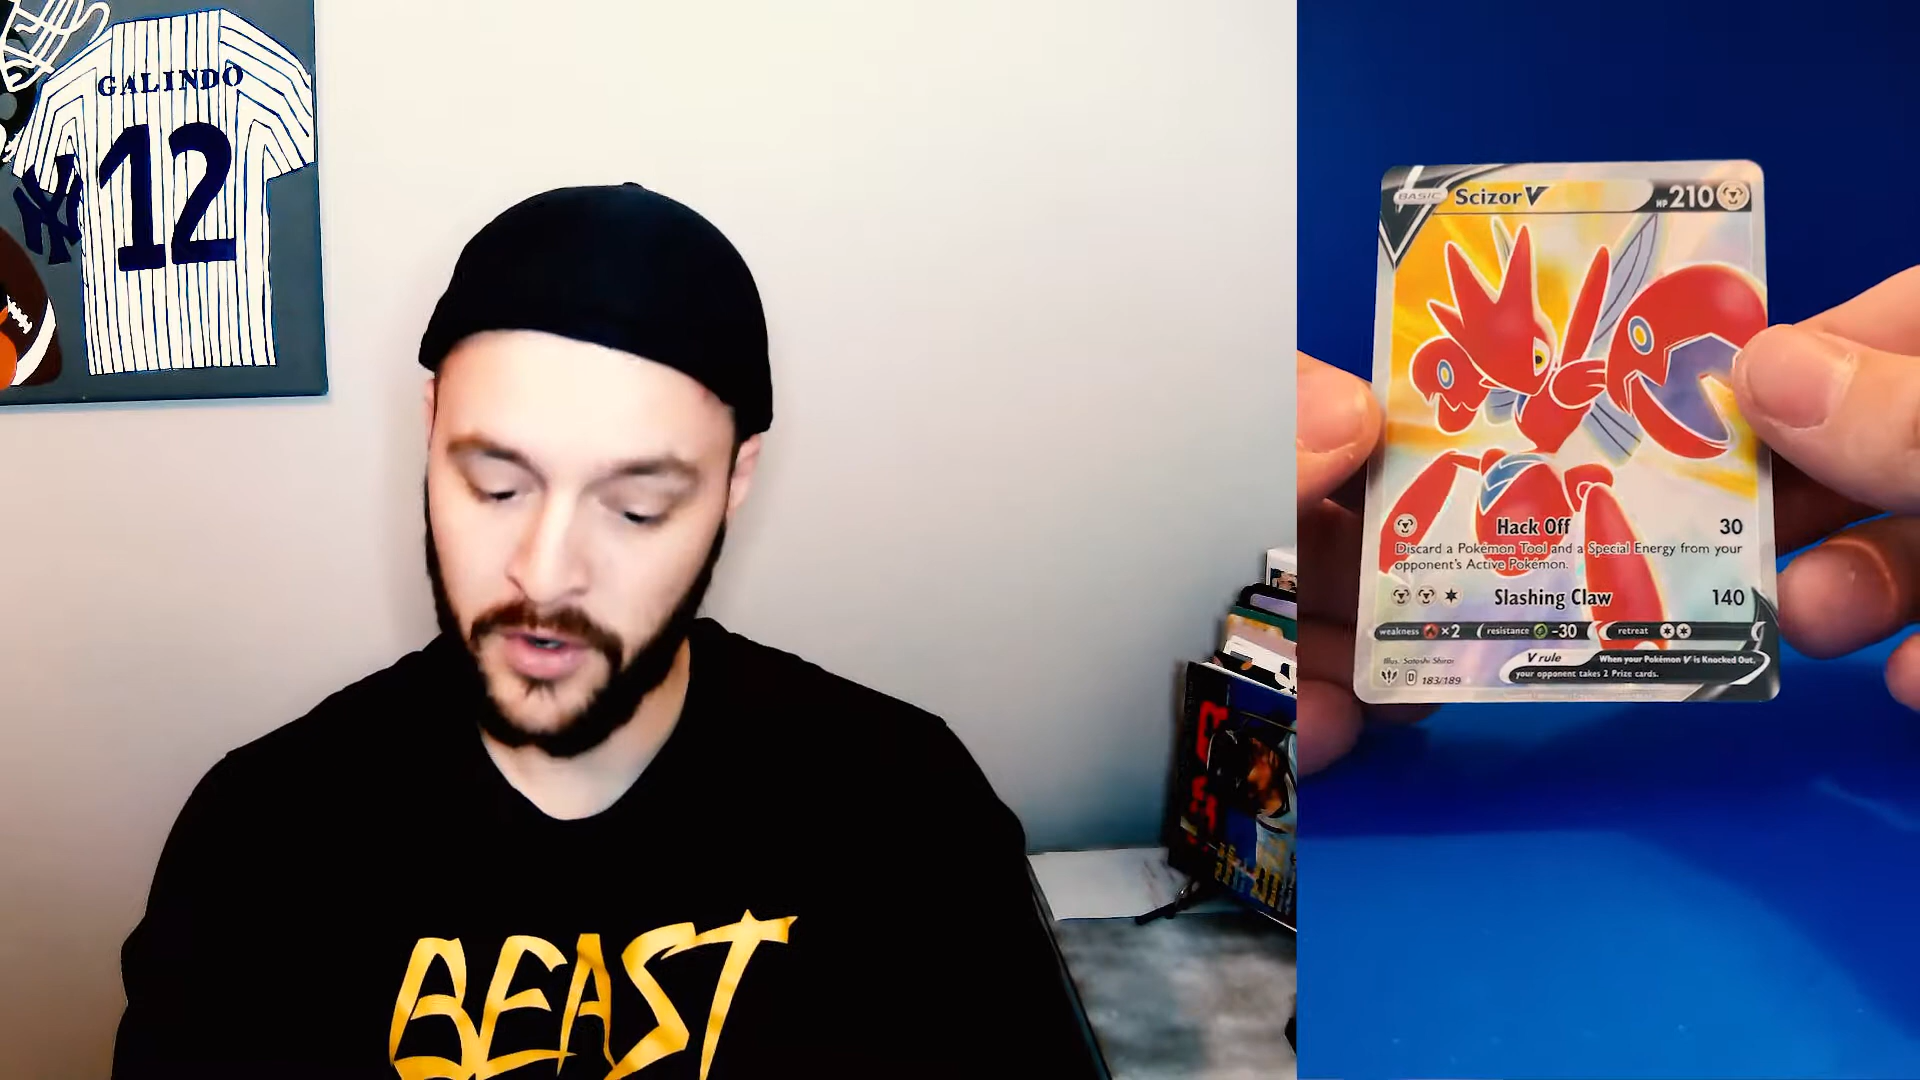 GALINDO
12
NY
BEAST
BASIC
Scizor V
HP 210
Hack Off 30
Discard a Pokémon Tool and a Special Energy from your
opponent's Active Pokémon.
Slashing Claw 140
weakness ×2 resistance -30 retreat
V rule When your Pokémon V is Knocked Out,
your opponent takes 2 Prize cards.
Illus. Satoshi Shirai
D 183/189